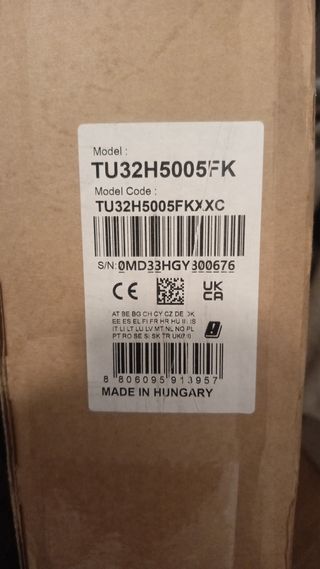 Model :
TU32H5005FK
Model Code :
TU32H5005FKXXC
S/N: 0MD33HGY300676
CE
UK
CA
AT BE BG CH CY CZ DE DK
EE ES EL FI FR HR HU IE IS
IT LI LT LU LV MT NL NO PL
PT RO SE SI SK TR UK(NI)
8 806095 913957
MADE IN HUNGARY